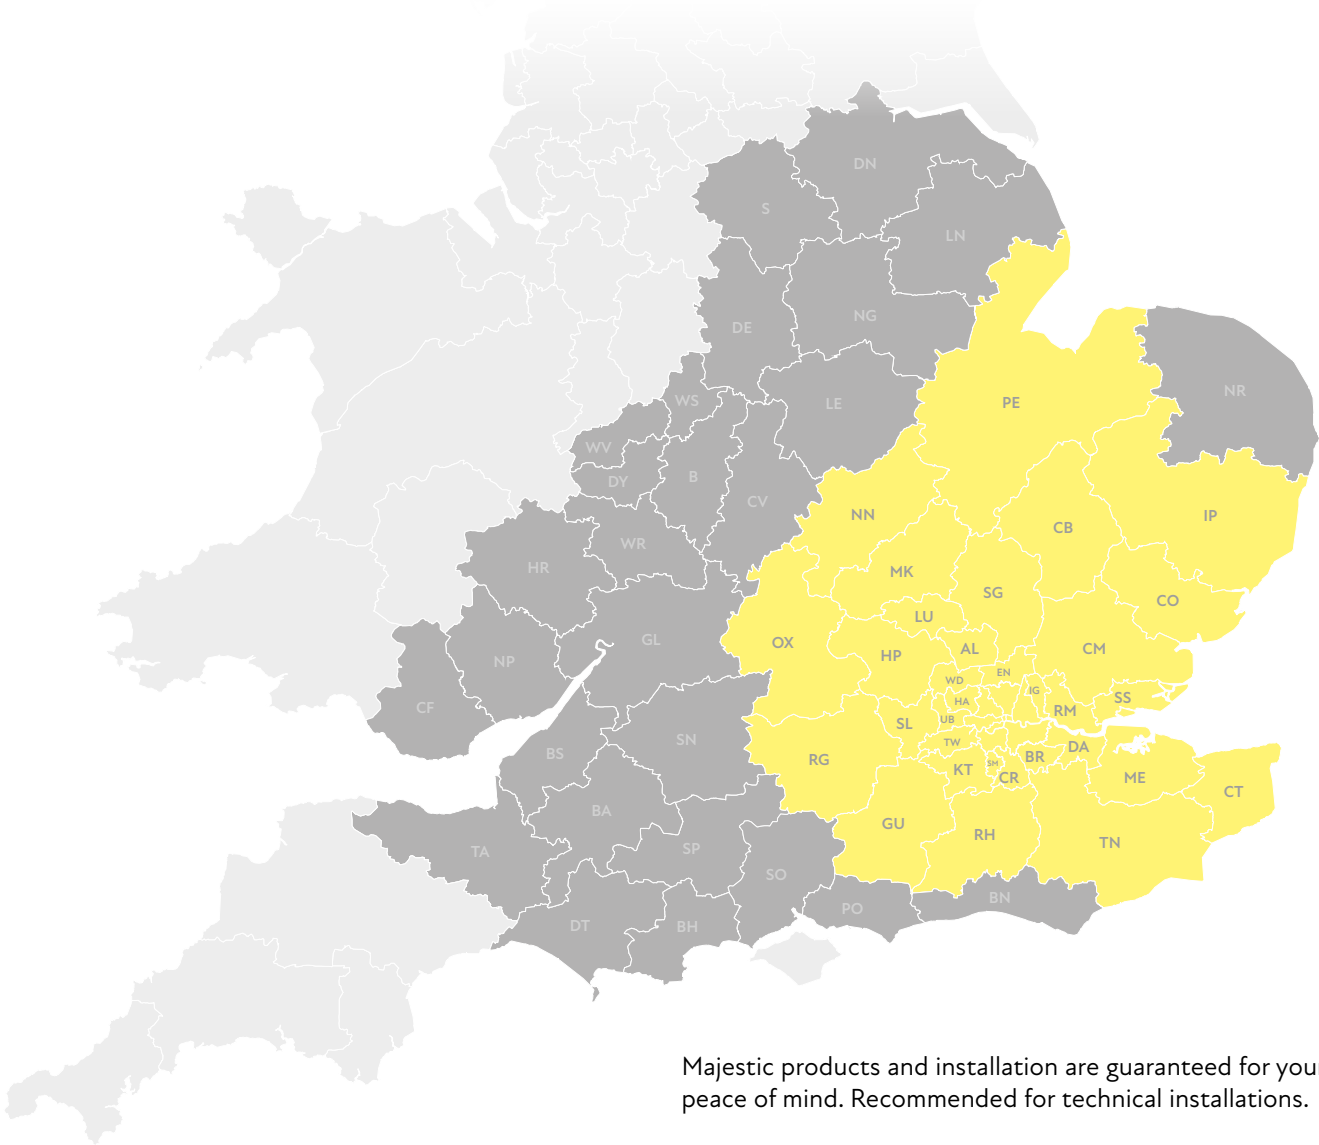 DN
S
LN
DE
NG
NR
WS
LE
PE
WV
DY
B
CV
NN
CB
IP
WR
HR
MK
SG
CO
LU
GL
OX
HP
AL
CM
NP
EN
WD
IG
SS
HA
RM
CF
SL
UB
SN
TW
DA
BS
RG
BR
KT
SM
CR
ME
CT
BA
GU
RH
TN
TA
SP
SO
BN
PO
DT
BH
Majestic products and installation are guaranteed for your
peace of mind. Recommended for technical installations.